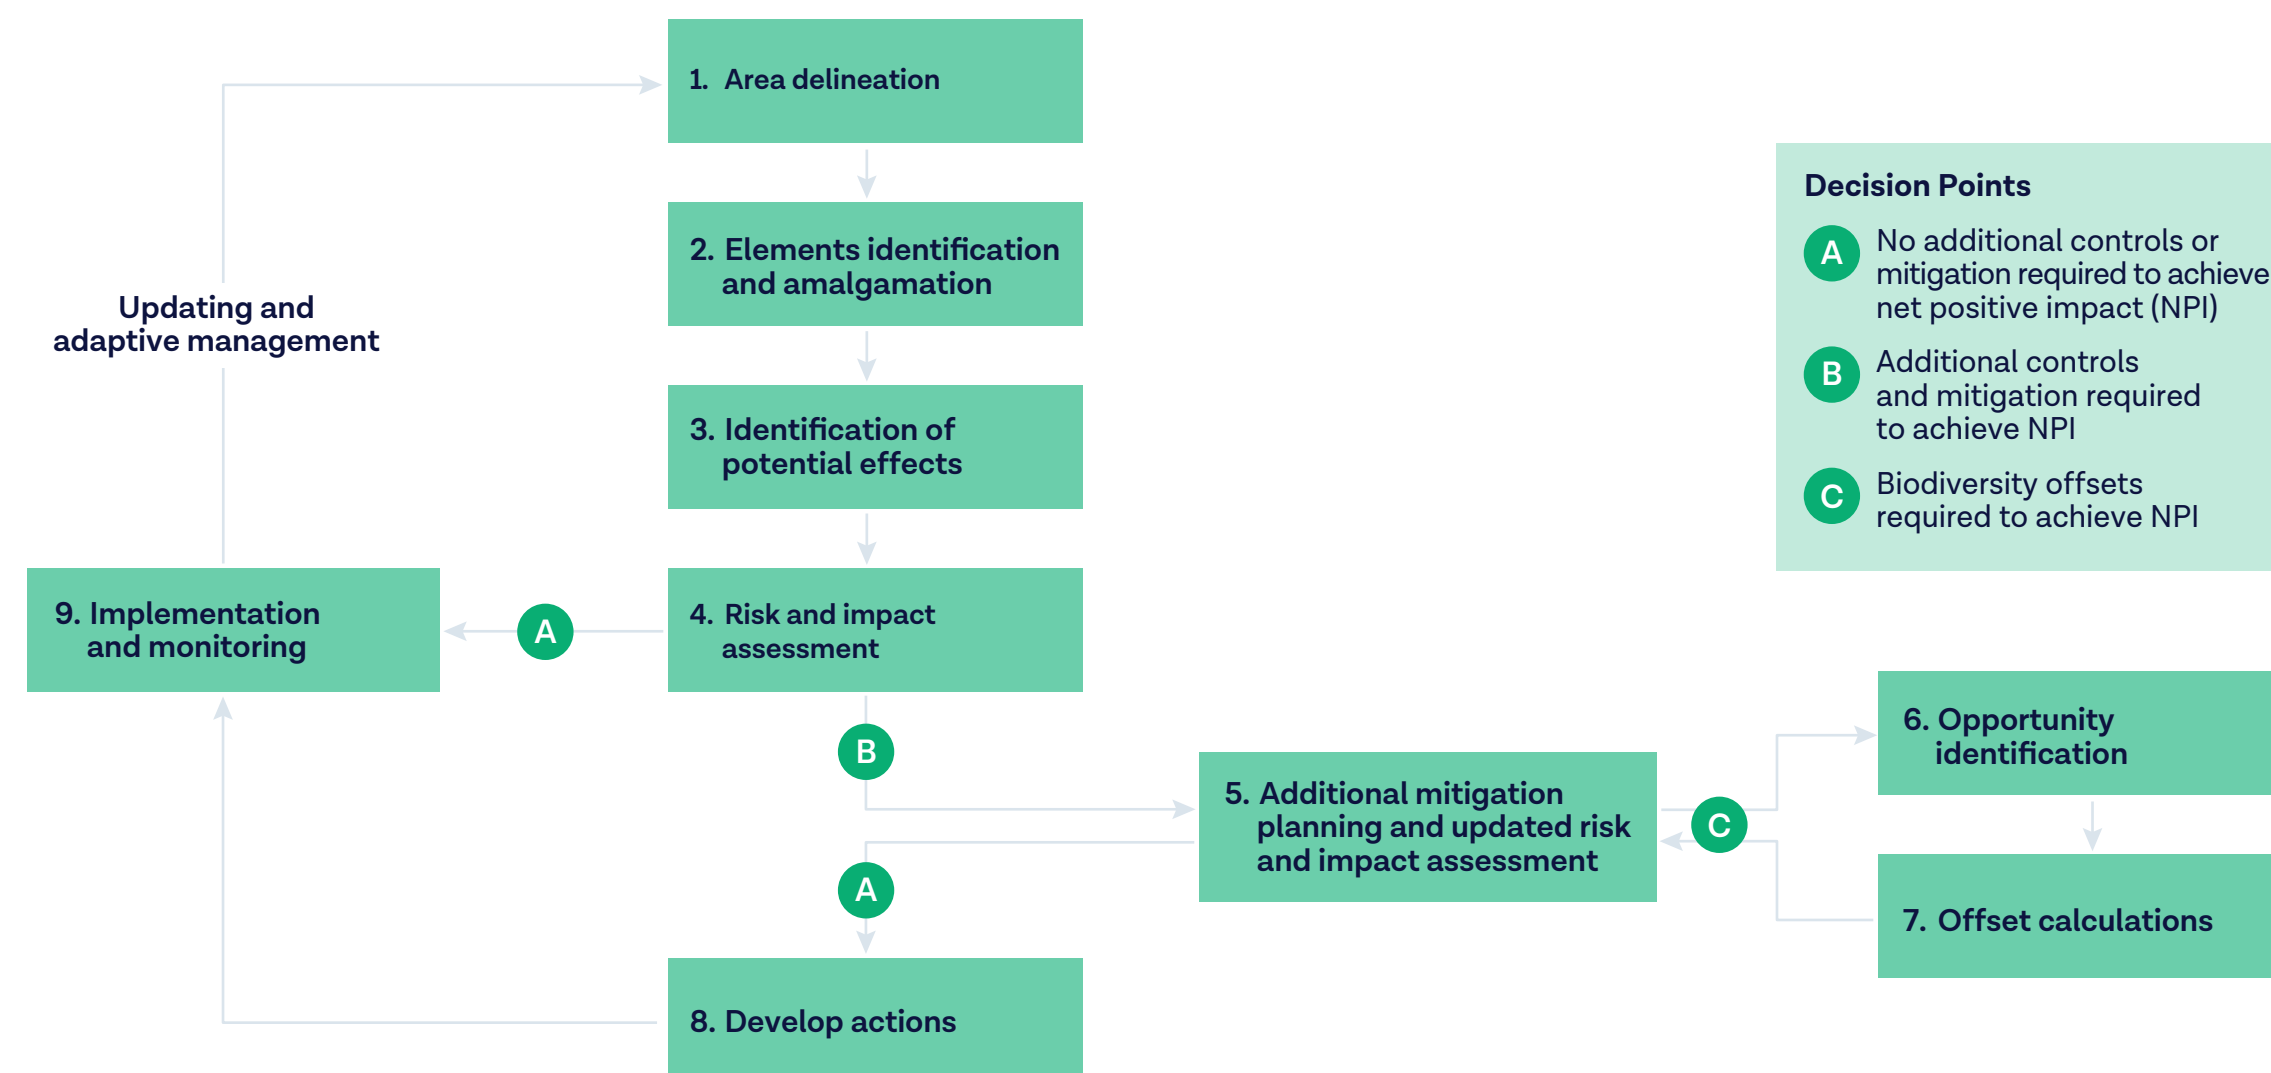 1. Area delineation
2. Elements identification
and amalgamation
3. Identification of
potential effects
4. Risk and impact
assessment
Updating and
adaptive management
9. Implementation
and monitoring
A
B
5. Additional mitigation
planning and updated risk
and impact assessment
A
C
6. Opportunity
identification
7. Offset calculations
8. Develop actions
Decision Points
A No additional controls or
mitigation required to achieve
net positive impact (NPI)
B Additional controls
and mitigation required
to achieve NPI
C Biodiversity offsets
required to achieve NPI